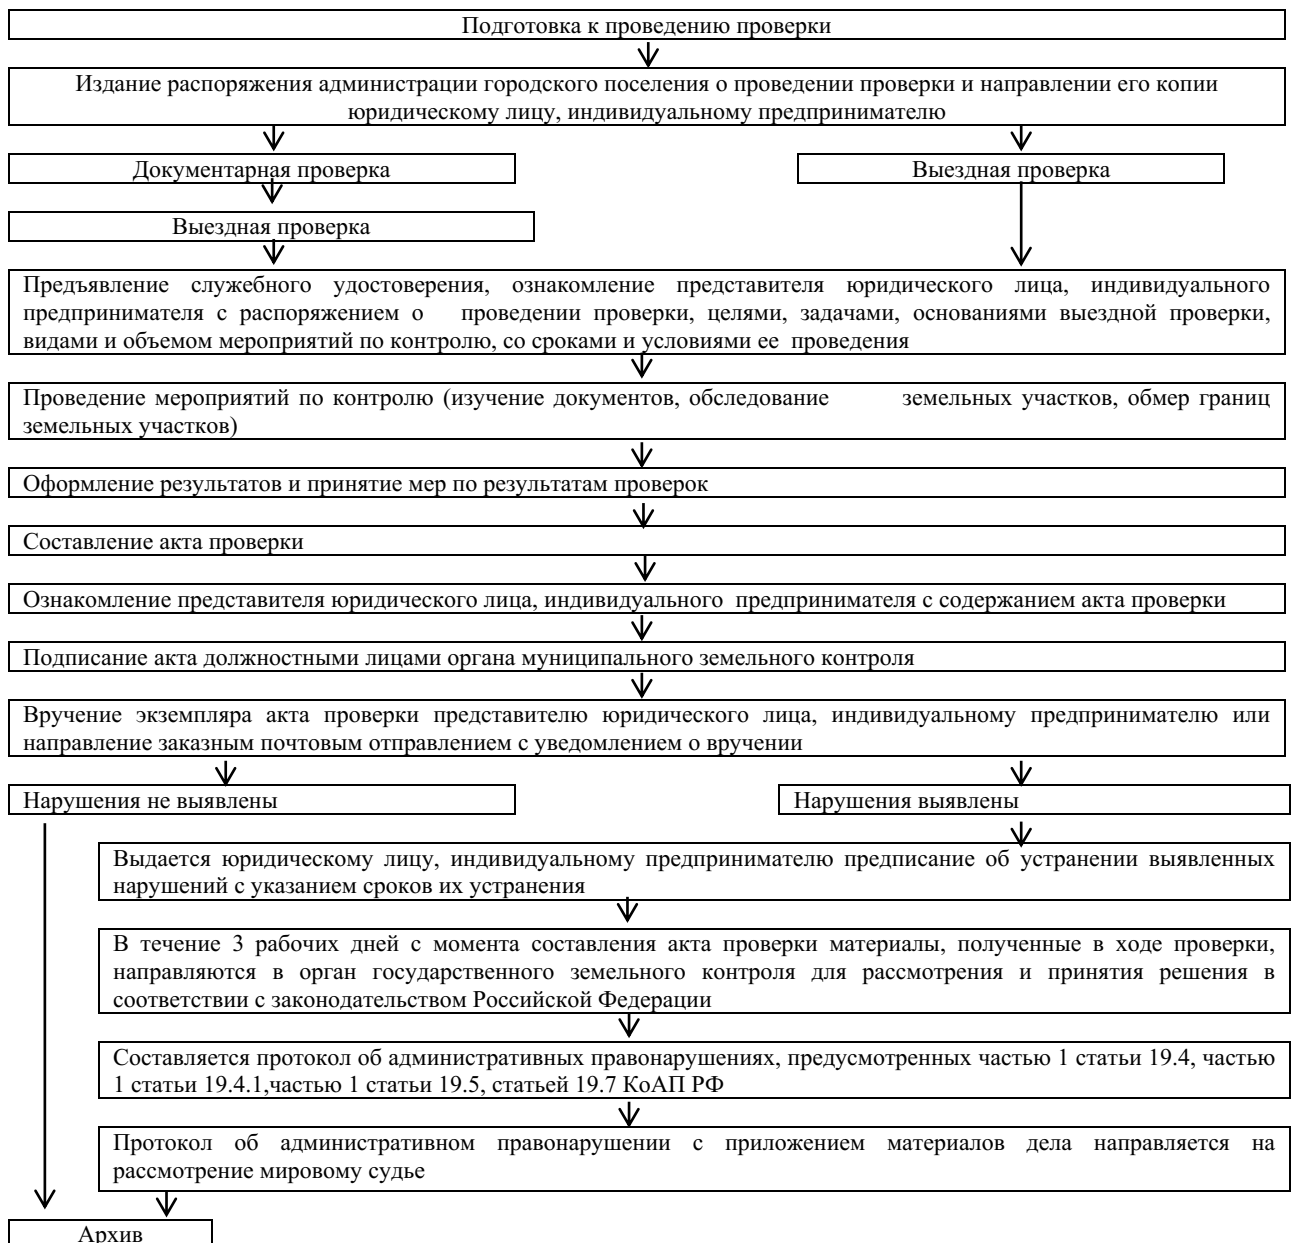 Подготовка к проведению проверки
Издание распоряжения администрации городского поселения о проведении проверки и направлении его копии
юридическому лицу, индивидуальному предпринимателю
Документарная проверка
Выездная проверка
Выездная проверка
Предъявление служебного удостоверения, ознакомление представителя юридического лица, индивидуального
предпринимателя с распоряжением о проведении проверки, целями, задачами, основаниями выездной проверки,
видами и объемом мероприятий по контролю, со сроками и условиями ее проведения
Проведение мероприятий по контролю (изучение документов, обследование земельных участков, обмер границ
земельных участков)
Оформление результатов и принятие мер по результатам проверок
Составление акта проверки
Ознакомление представителя юридического лица, индивидуального предпринимателя с содержанием акта проверки
Подписание акта должностными лицами органа муниципального земельного контроля
Вручение экземпляра акта проверки представителю юридического лица, индивидуальному предпринимателю или
направление заказным почтовым отправлением с уведомлением о вручении
Нарушения не выявлены
Нарушения выявлены
Выдается юридическому лицу, индивидуальному предпринимателю предписание об устранении выявленных
нарушений с указанием сроков их устранения
В течение 3 рабочих дней с момента составления акта проверки материалы, полученные в ходе проверки,
направляются в орган государственного земельного контроля для рассмотрения и принятия решения в
соответствии с законодательством Российской Федерации
Составляется протокол об административных правонарушениях, предусмотренных частью 1 статьи 19.4, частью
1 статьи 19.4.1,частью 1 статьи 19.5, статьей 19.7 КоАП РФ
Протокол об административном правонарушении с приложением материалов дела направляется на
рассмотрение мировому судье
Архив